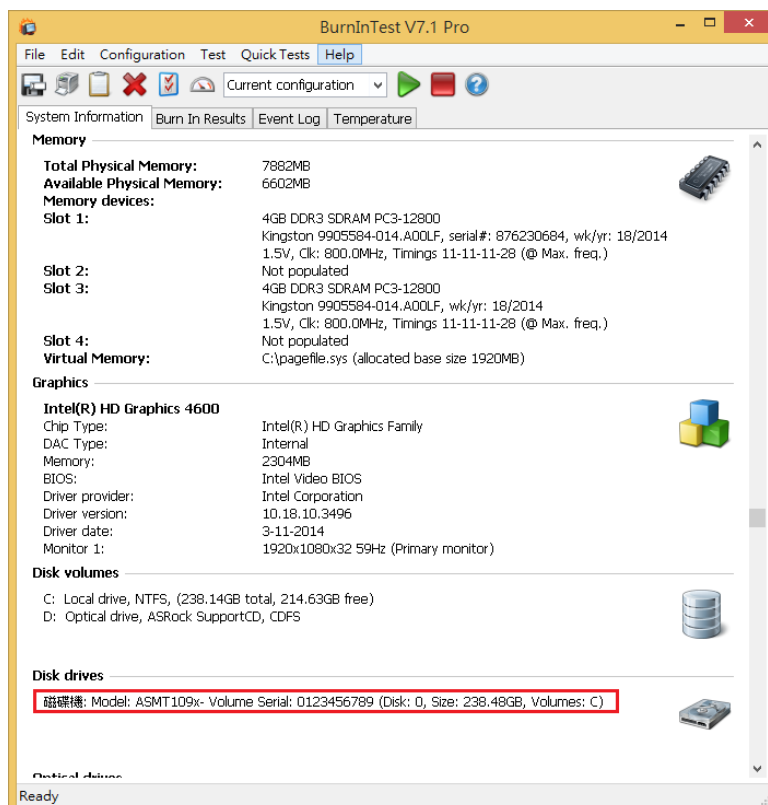 BurnInTest V7.1 Pro
File Edit Configuration Test Quick Tests Help
Current configuration
System Information Burn In Results Event Log Temperature
Memory
Total Physical Memory: 7882MB
Available Physical Memory: 6602MB
Memory devices:
Slot 1: 4GB DDR3 SDRAM PC3-12800
Kingston 9905584-014.A00LF, serial#: 876230684, wk/yr: 18/2014
1.5V, Clk: 800.0MHz, Timings 11-11-11-28 (@ Max. freq.)
Slot 2: Not populated
Slot 3: 4GB DDR3 SDRAM PC3-12800
Kingston 9905584-014.A00LF, wk/yr: 18/2014
1.5V, Clk: 800.0MHz, Timings 11-11-11-28 (@ Max. freq.)
Slot 4: Not populated
Virtual Memory: C:\pagefile.sys (allocated base size 1920MB)
Graphics
Intel(R) HD Graphics 4600
Chip Type: Intel(R) HD Graphics Family
DAC Type: Internal
Memory: 2304MB
BIOS: Intel Video BIOS
Driver provider: Intel Corporation
Driver version: 10.18.10.3496
Driver date: 3-11-2014
Monitor 1: 1920x1080x32 59Hz (Primary monitor)
Disk volumes
C: Local drive, NTFS, (238.14GB total, 214.63GB free)
D: Optical drive, ASRock SupportCD, CDFS
Disk drives
磁碟機: Model: ASMT109x- Volume Serial: 0123456789 (Disk: 0, Size: 238.48GB, Volumes: C)
Optical drives
Ready